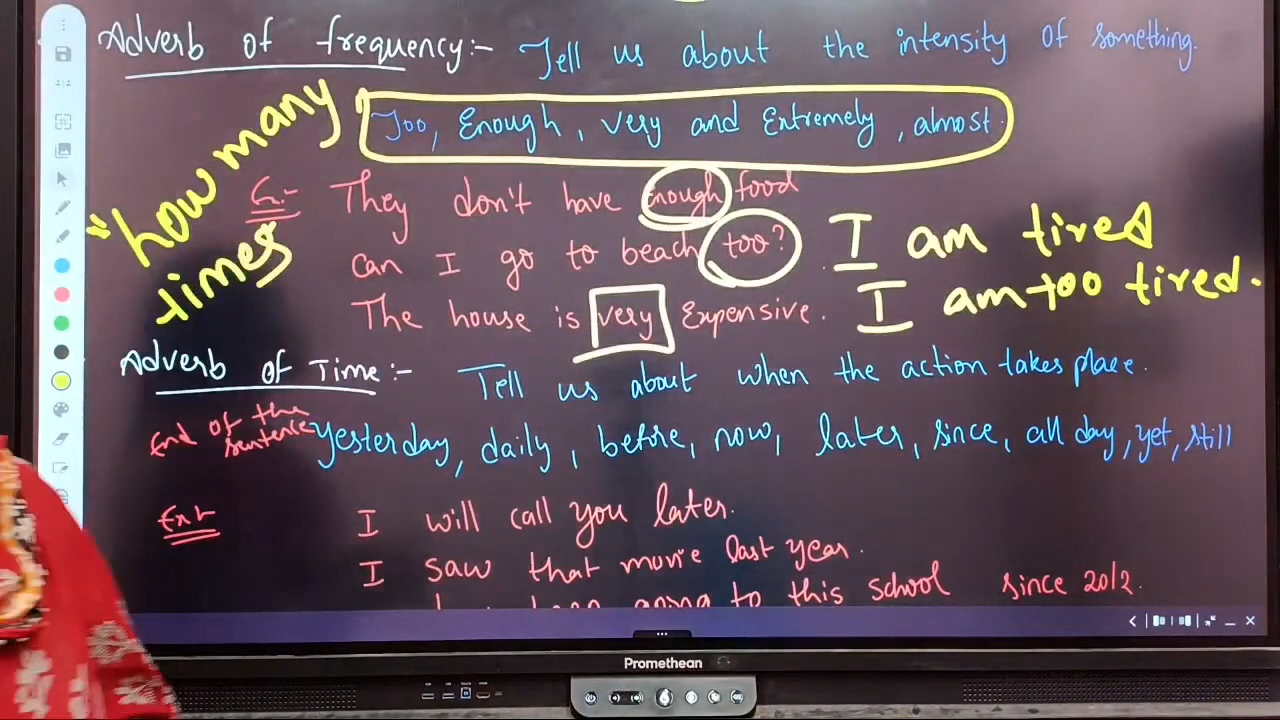 Adverb of frequency:- Tell us about the intensity of something.
"how many times
Too, Enough, very and Extremely, almost.
Ex:- They don't have enough food
can I go to beach too?
The house is very Expensive.
I am tired
I am too tired.
Adverb of Time:- Tell us about when the action takes place.
End of the sentence
yesterday, daily, before, now, later, since, all day, yet, still
Ex:- I will call you later.
I saw that movie last year.
going to this school since 2012.
Promethean